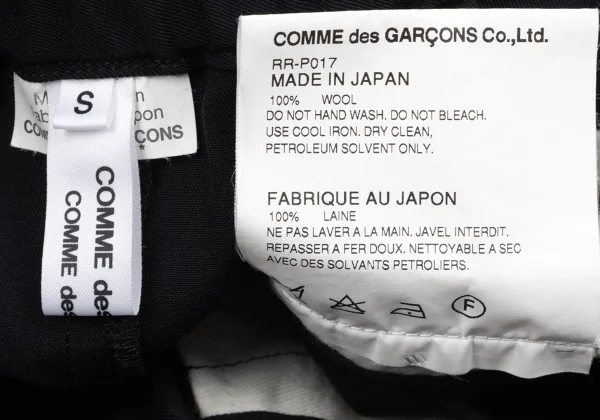 S
COMME des
COMME des
CONS
COMME des GARÇONS Co.,Ltd.
RR-P017
MADE IN JAPAN
100% WOOL
DO NOT HAND WASH. DO NOT BLEACH.
USE COOL IRON. DRY CLEAN,
PETROLEUM SOLVENT ONLY.
FABRIQUE AU JAPON
100% LAINE
NE PAS LAVER A LA MAIN. JAVEL INTERDIT.
REPASSER A FER DOUX. NETTOYABLE A SEC
AVEC DES SOLVANTS PETROLIERS.
F